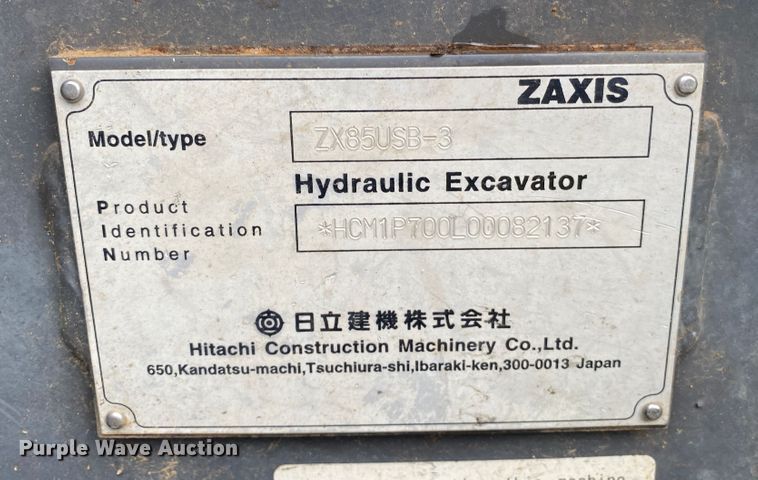 ZAXIS
Model/type ZX85USB-3
Hydraulic Excavator
Product
Identification *HCM1P700L00082137*
Number
日立建機株式会社
Hitachi Construction Machinery Co.,Ltd.
650,Kandatsu-machi,Tsuchiura-shi,Ibaraki-ken,300-0013 Japan
Purple Wave Auction
machine